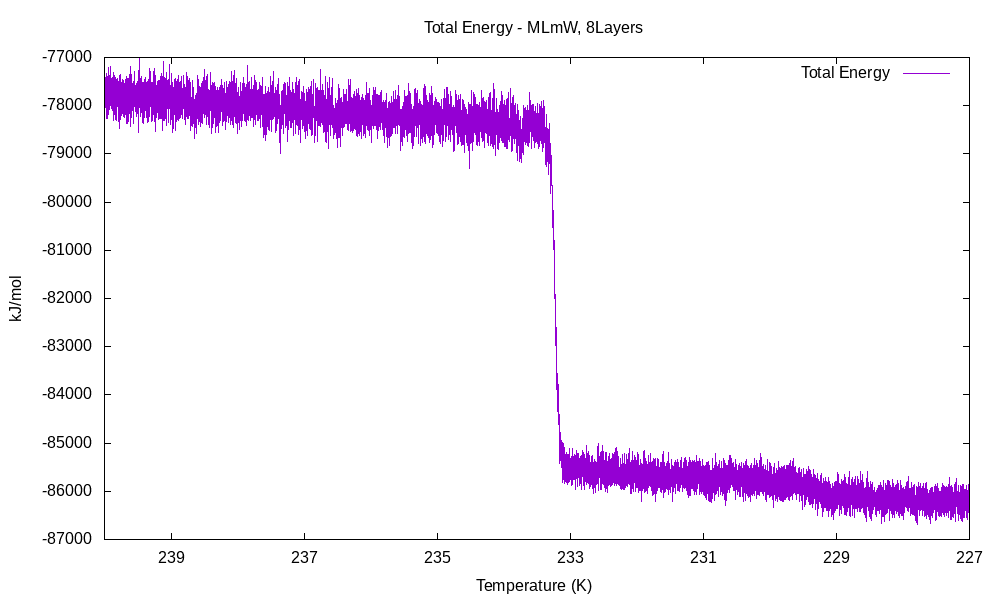 Total Energy - MLmW, 8Layers
Total Energy
-77000
-78000
-79000
-80000
-81000
-82000
-83000
-84000
-85000
-86000
-87000
kJ/mol
239 237 235 233 231 229 227
Temperature (K)